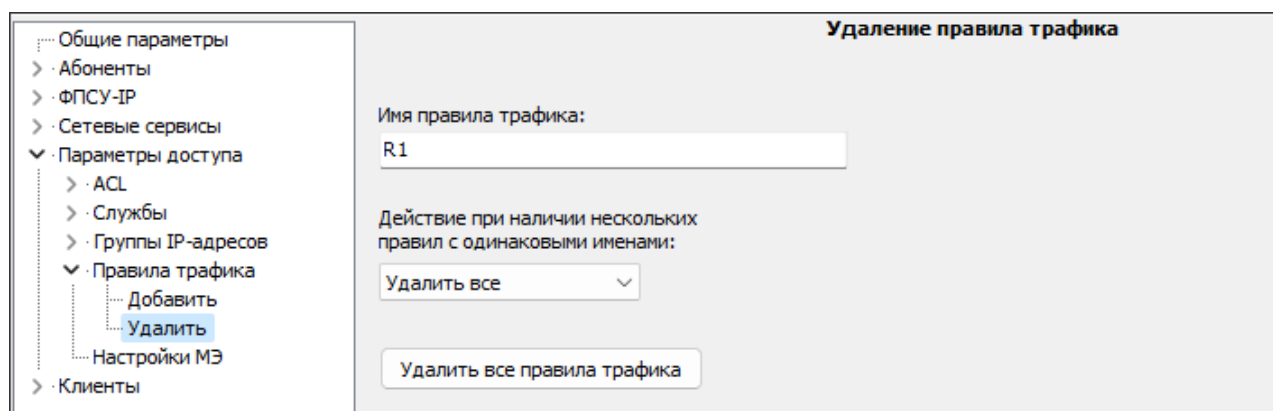 Общие параметры
Абоненты
ФПСУ-IP
Сетевые сервисы
Параметры доступа
ACL
Службы
Группы IP-адресов
Правила трафика
Добавить
Удалить
Настройки МЭ
Клиенты
Удаление правила трафика
Имя правила трафика:
R1
Действие при наличии нескольких
правил с одинаковыми именами:
Удалить все
Удалить все правила трафика